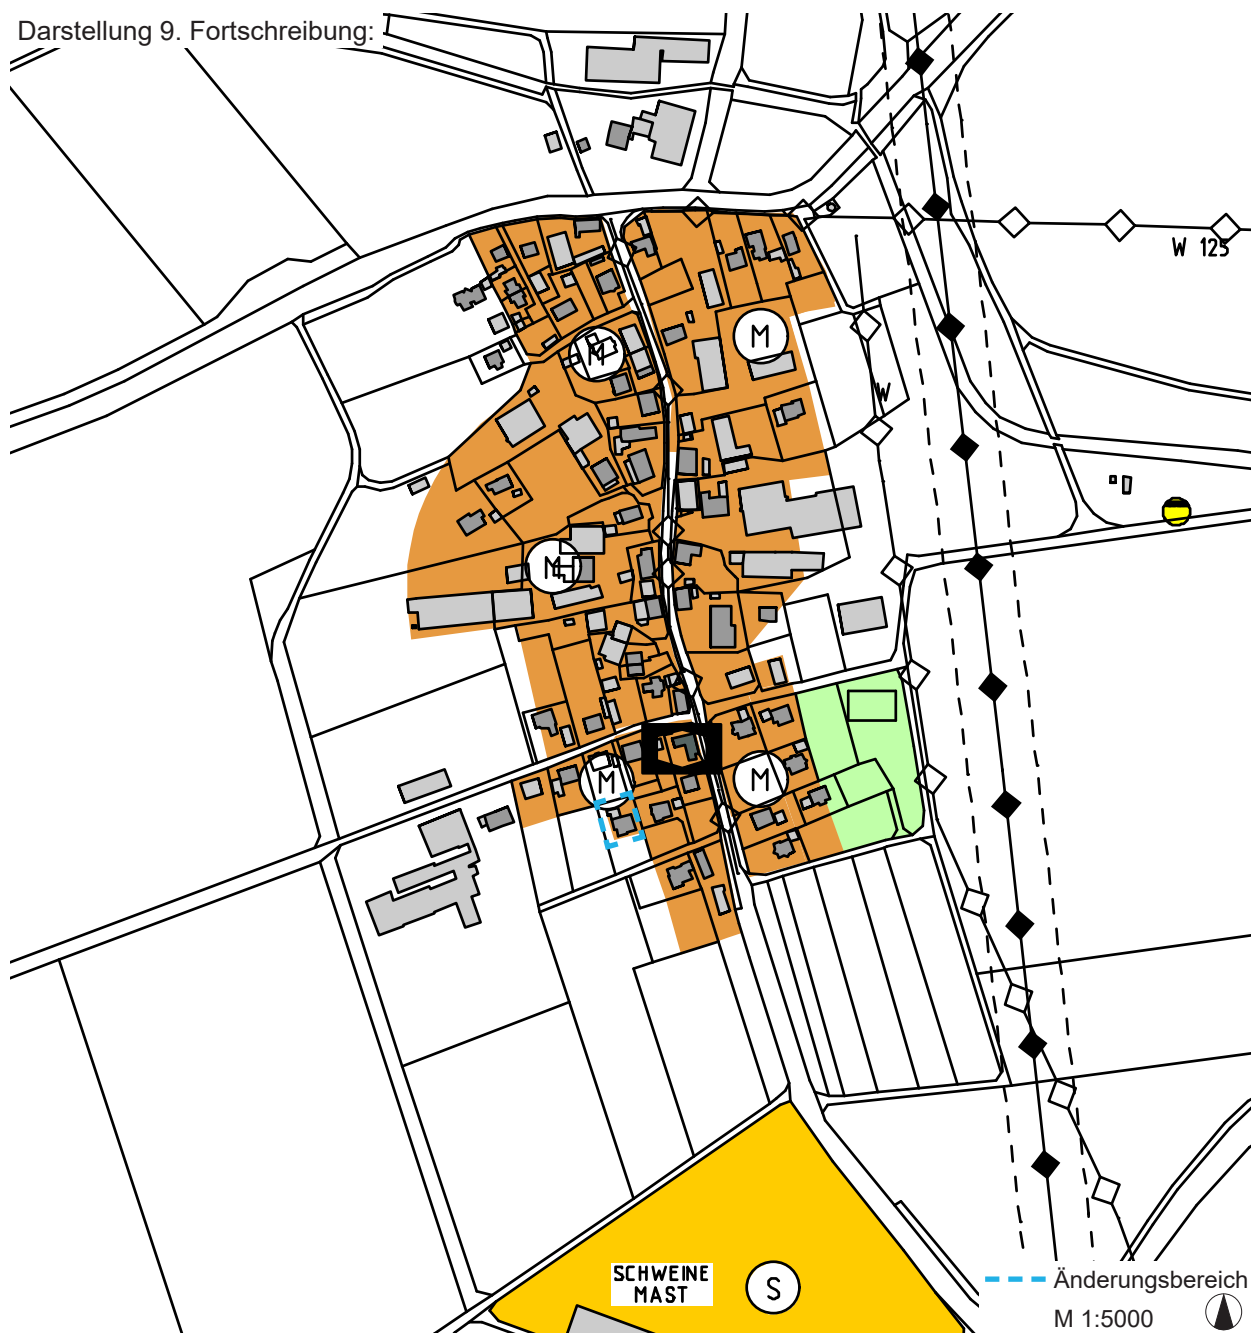 Darstellung 9. Fortschreibung:
W 125
M
M
W
M
M
M
SCHWEINE
MAST
S
Änderungsbereich
M 1:5000